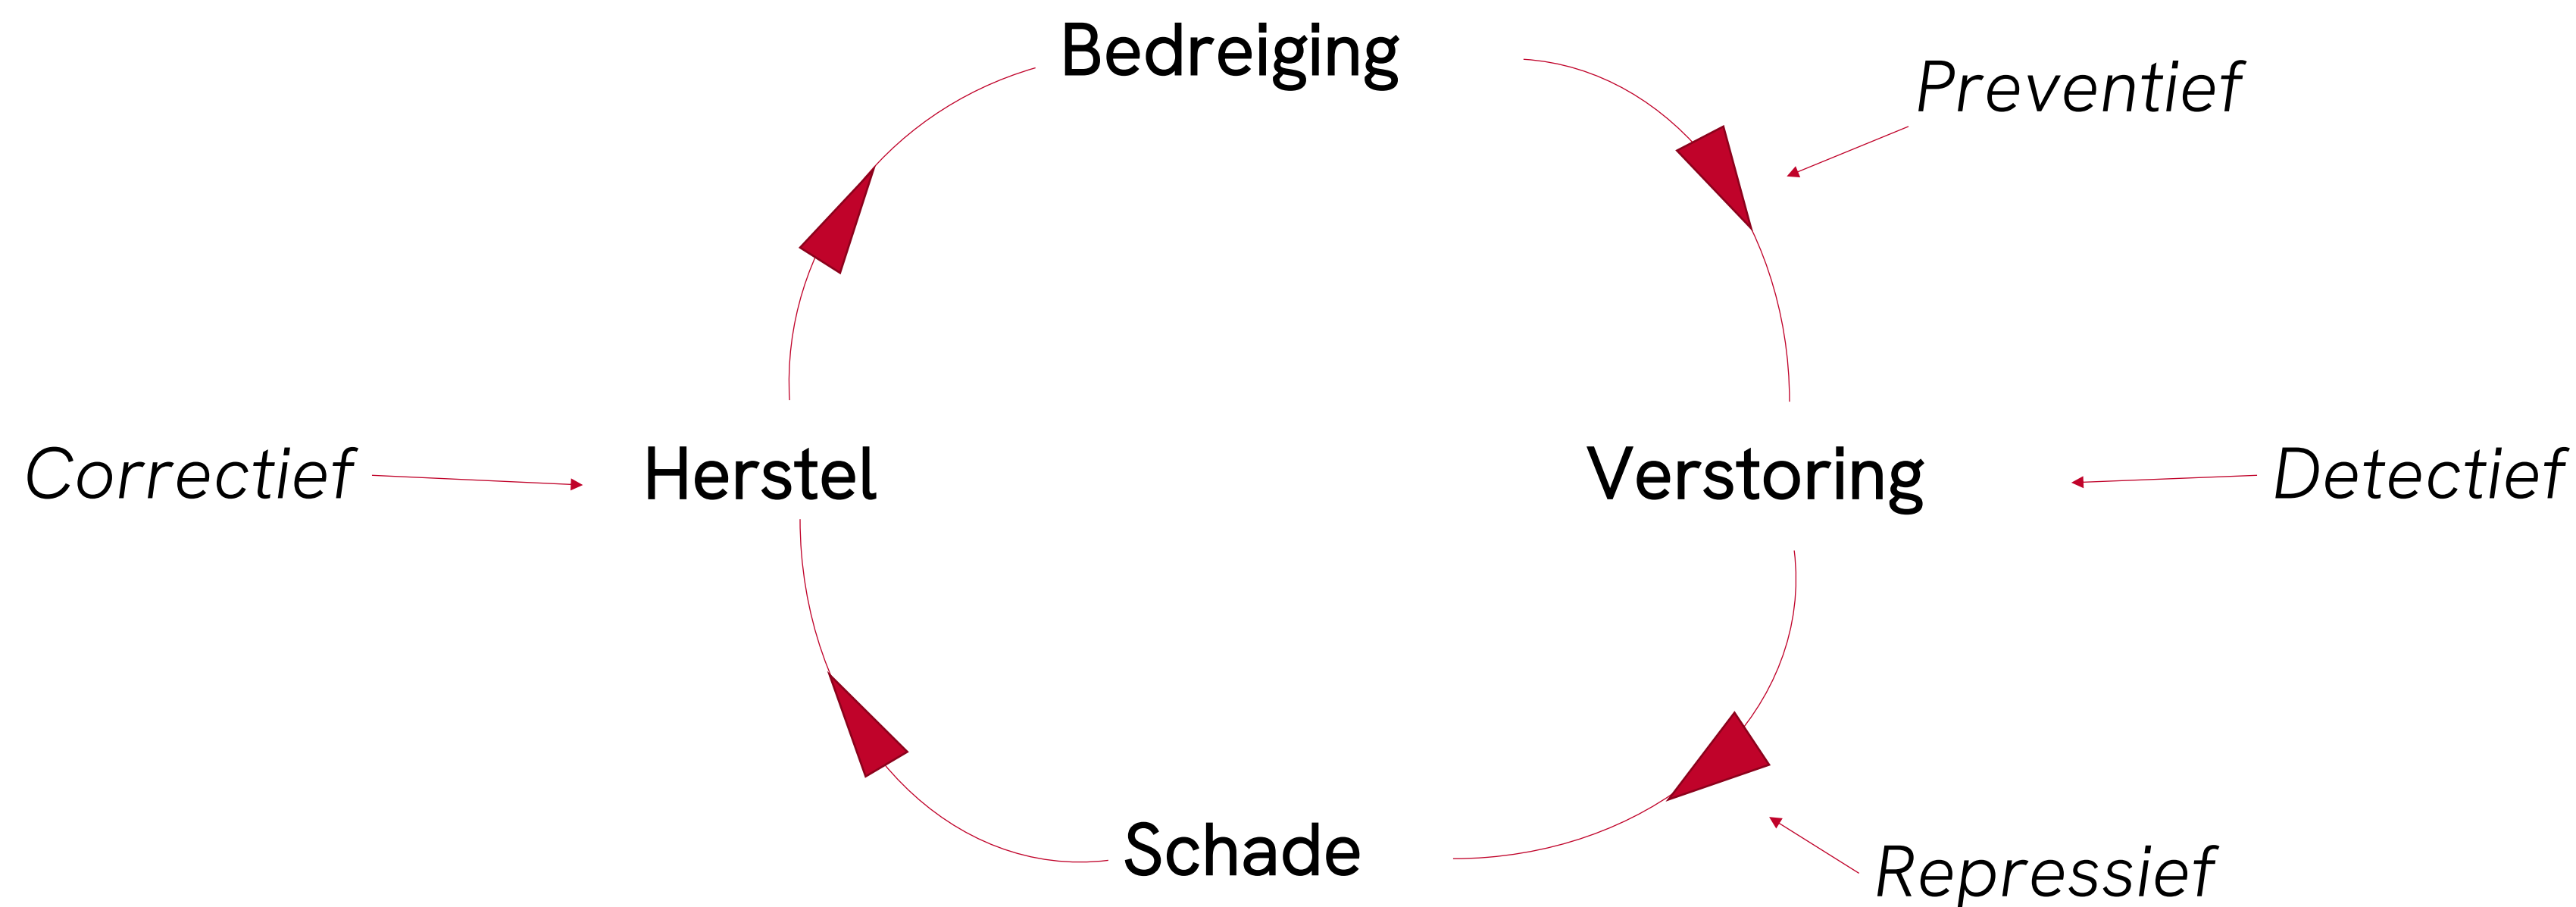 Bedreiging
Preventief
Correctief
Herstel
Verstoring
Detectief
Schade
Repressief